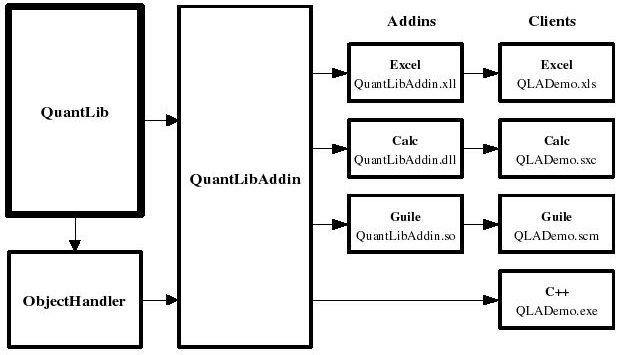 Addins
Clients
QuantLib
Excel
QuantLibAddin.xll
Excel
QLADemo.xls
Calc
QuantLibAddin.dll
Calc
QLADemo.sxc
QuantLibAddin
Guile
QuantLibAddin.so
Guile
QLADemo.scm
ObjectHandler
C++
QLADemo.exe